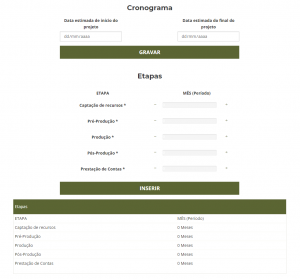 Cronograma
Data estimada de início do projeto
Data estimada do final do projeto
dd/mm/aaaa
dd/mm/aaaa
GRAVAR
Etapas
ETAPA MÊS (Período)
Captação de recursos * − +
Pré-Produção * − +
Produção * − +
Pós-Produção * − +
Prestação de Contas * − +
INSERIR
Etapas
ETAPA MÊS (Período)
Captação de recursos 0 Meses
Pré-Produção 0 Meses
Produção 0 Meses
Pós-Produção 0 Meses
Prestação de Contas 0 Meses